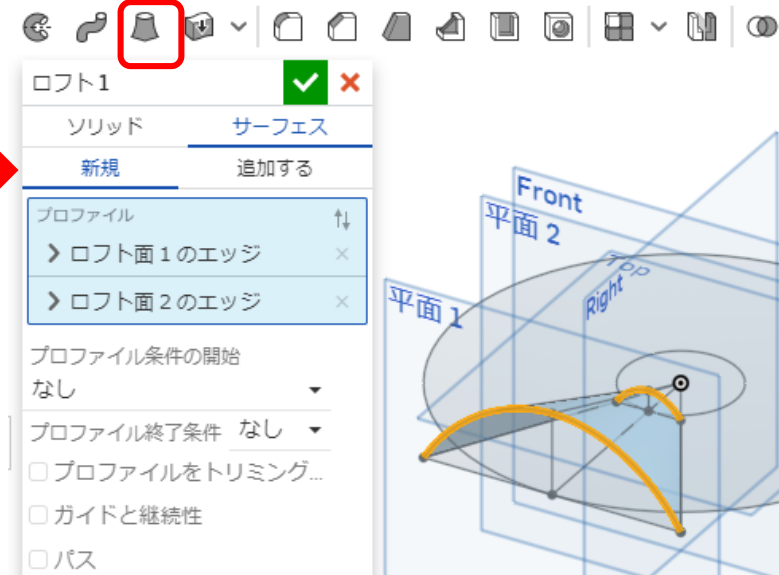 ロフト1
ソリッド サーフェス
新規 追加する
プロファイル
ロフト面1のエッジ
ロフト面2のエッジ
プロファイル条件の開始
なし
プロファイル終了条件 なし
プロファイルをトリミング...
ガイドと継続性
パス
Front
平面 2
Top
Right
平面 1